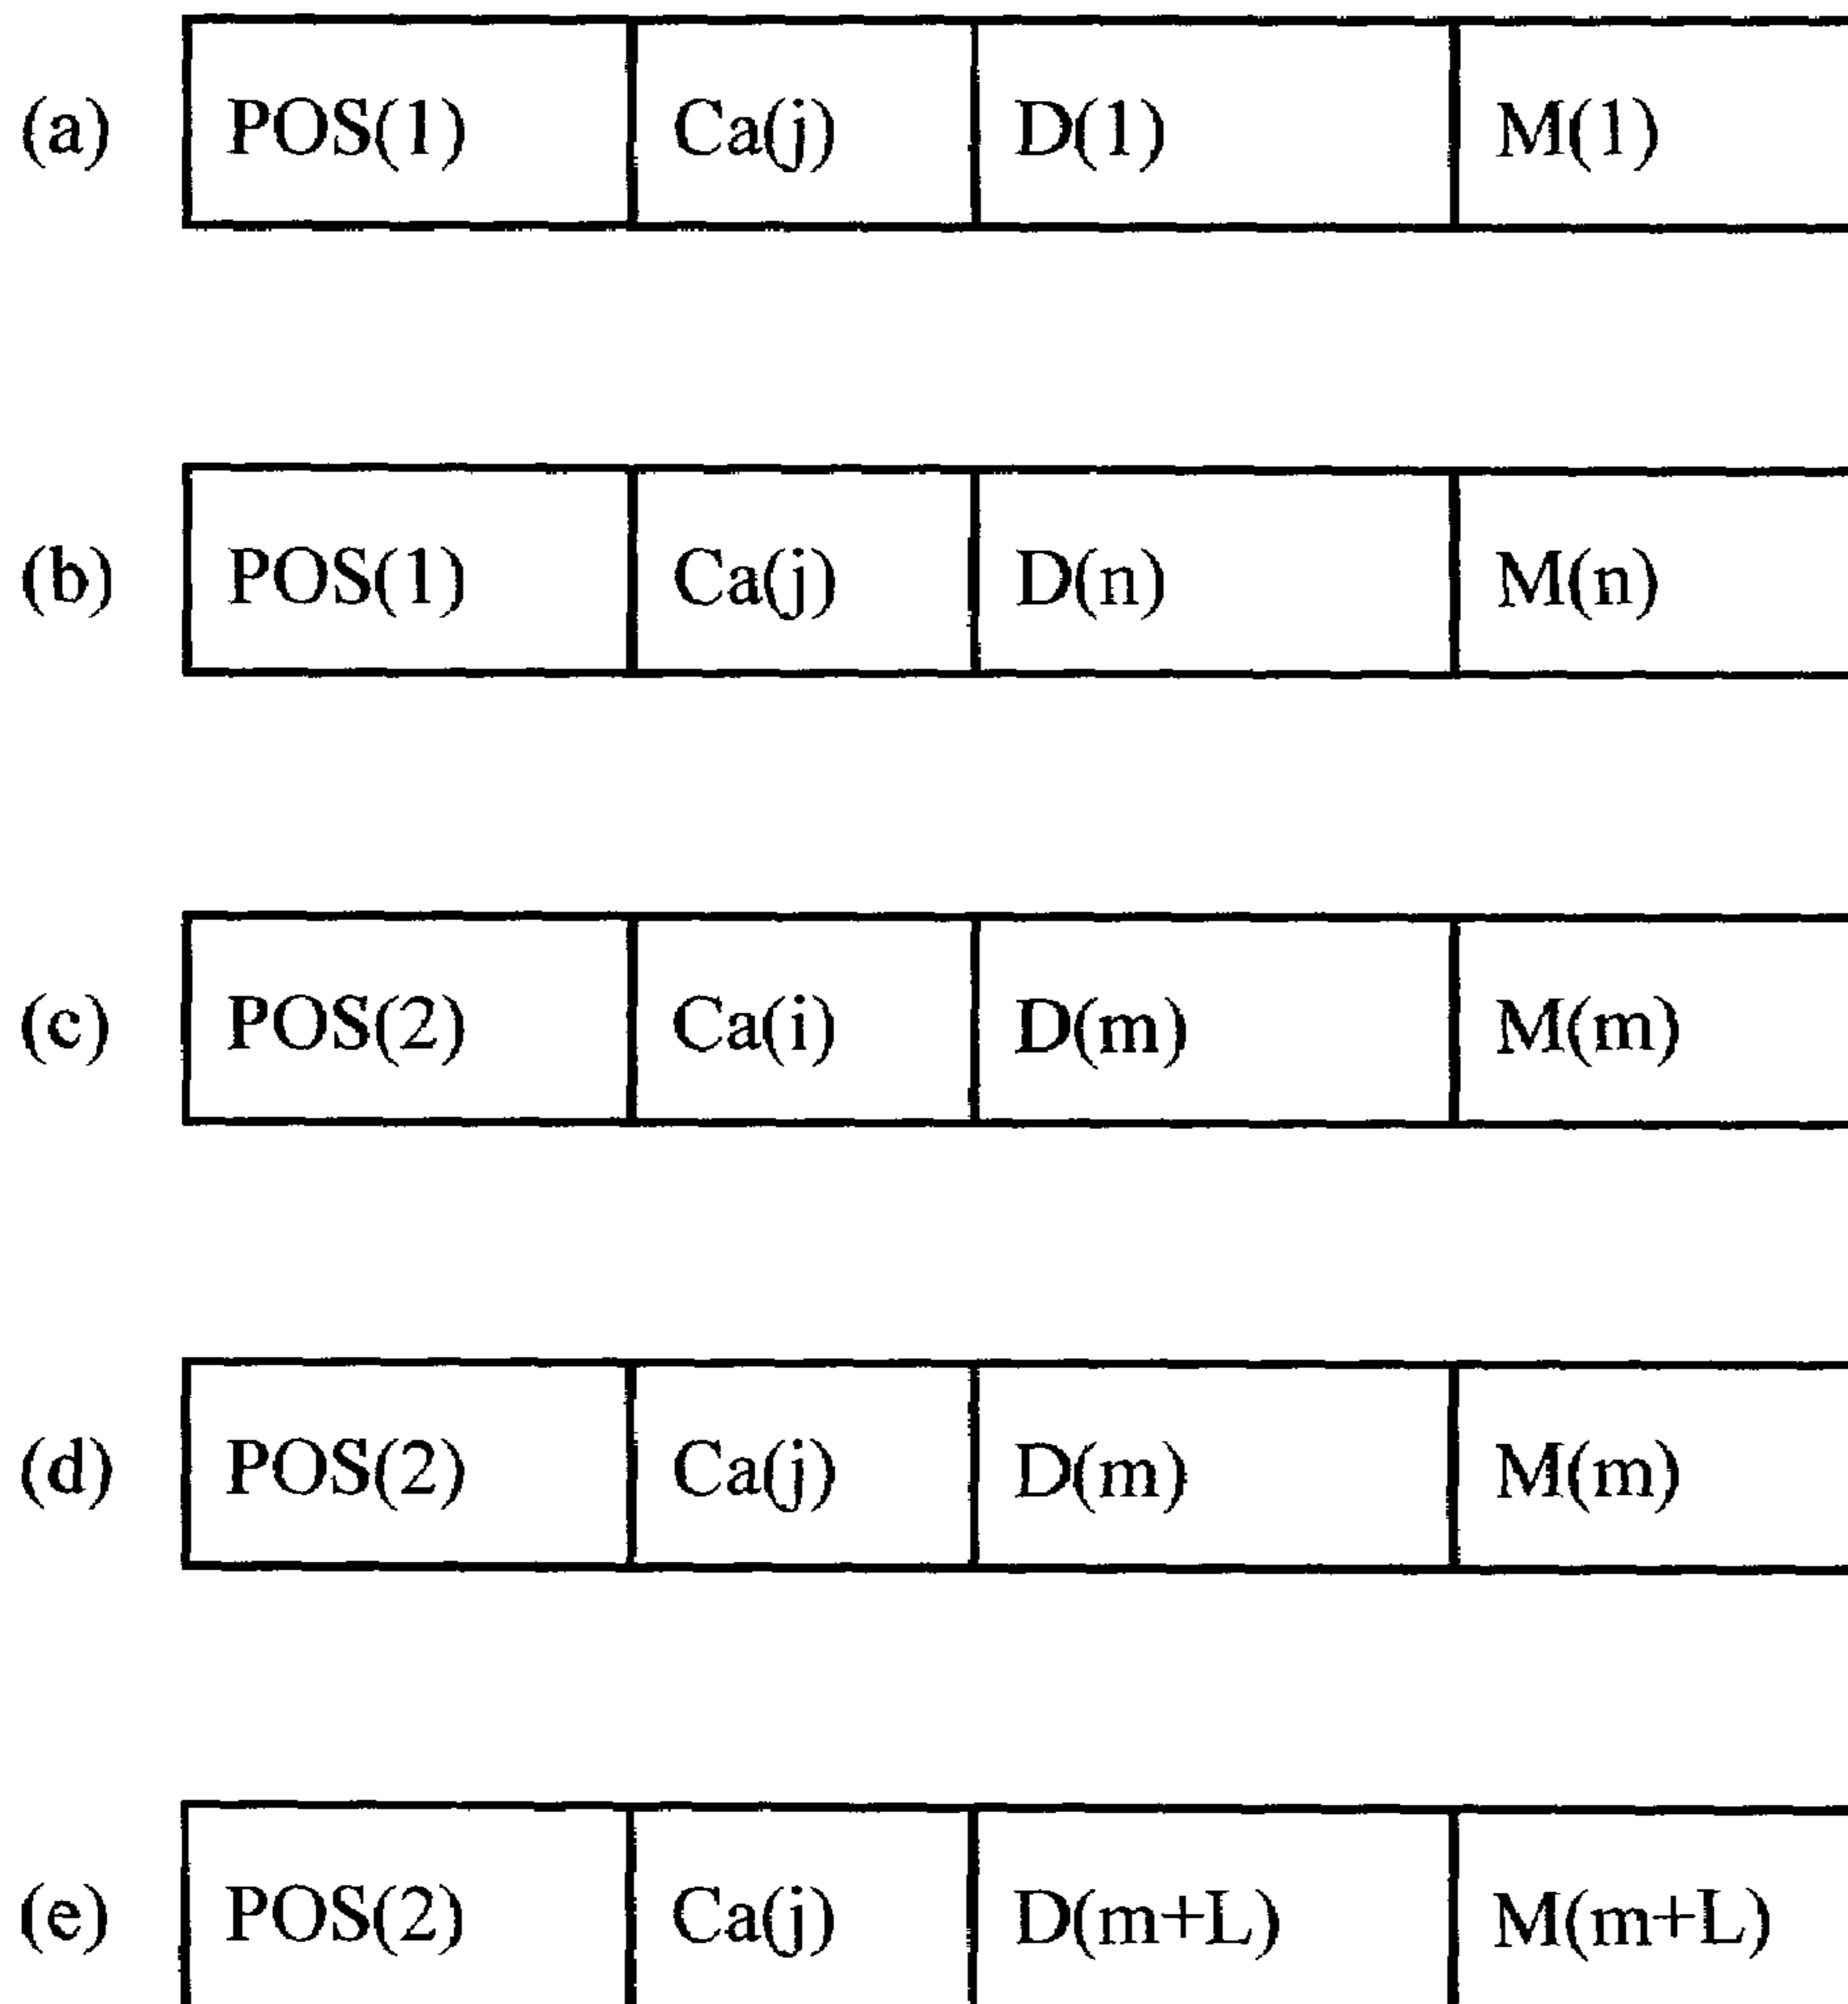 (a) POS(1) Ca(j) D(1) M(1)
(b) POS(1) Ca(j) D(n) M(n)
(c) POS(2) Ca(i) D(m) M(m)
(d) POS(2) Ca(j) D(m) M(m)
(e) POS(2) Ca(j) D(m+L) M(m+L)